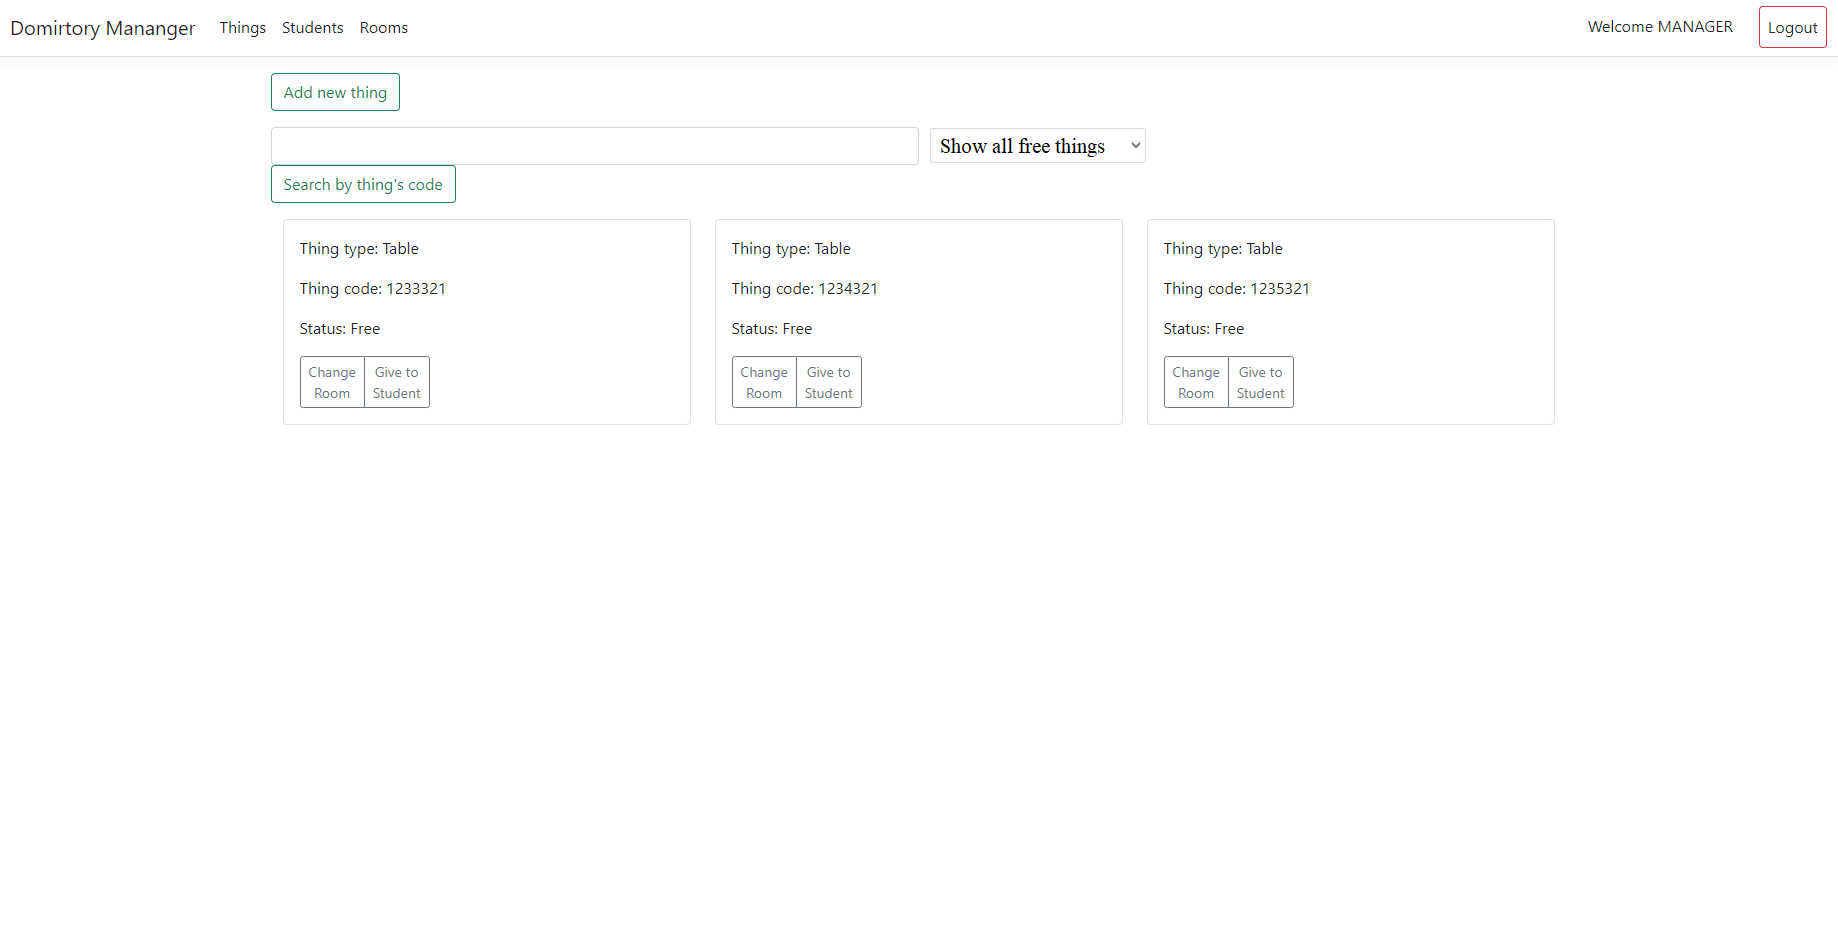 Domirtory Mananger Things Students Rooms Welcome MANAGER Logout
Add new thing
Show all free things
Search by thing's code
Thing type: Table
Thing code: 1233321
Status: Free
Change
Room
Give to
Student
Thing type: Table
Thing code: 1234321
Status: Free
Change
Room
Give to
Student
Thing type: Table
Thing code: 1235321
Status: Free
Change
Room
Give to
Student